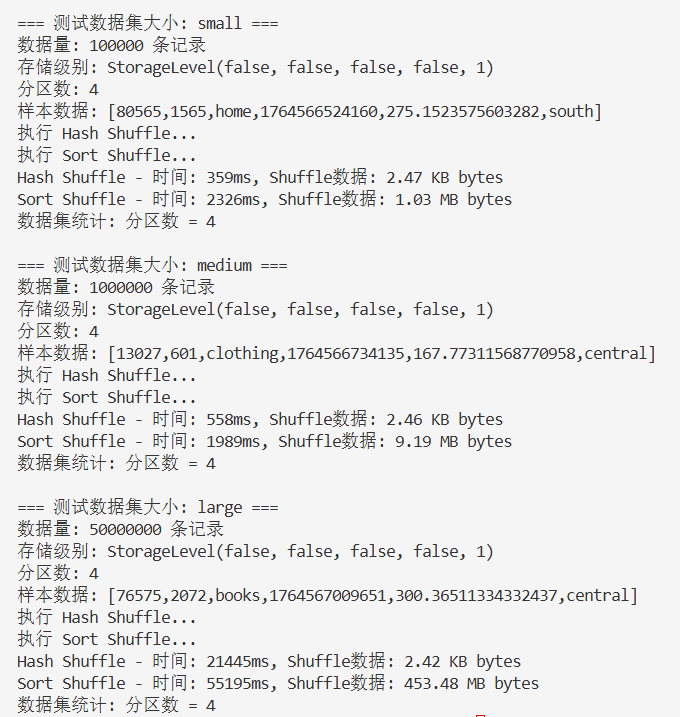 === 测试数据集大小: small ===
数据量: 100000 条记录
存储级别: StorageLevel(false, false, false, false, 1)
分区数: 4
样本数据: [80565,1565,home,1764566524160,275.1523575603282,south]
执行 Hash Shuffle...
执行 Sort Shuffle...
Hash Shuffle - 时间: 359ms, Shuffle数据: 2.47 KB bytes
Sort Shuffle - 时间: 2326ms, Shuffle数据: 1.03 MB bytes
数据集统计: 分区数 = 4
=== 测试数据集大小: medium ===
数据量: 1000000 条记录
存储级别: StorageLevel(false, false, false, false, 1)
分区数: 4
样本数据: [13027,601,clothing,1764566734135,167.77311568770958,central]
执行 Hash Shuffle...
执行 Sort Shuffle...
Hash Shuffle - 时间: 558ms, Shuffle数据: 2.46 KB bytes
Sort Shuffle - 时间: 1989ms, Shuffle数据: 9.19 MB bytes
数据集统计: 分区数 = 4
=== 测试数据集大小: large ===
数据量: 50000000 条记录
存储级别: StorageLevel(false, false, false, false, 1)
分区数: 4
样本数据: [76575,2072,books,1764567009651,300.36511334332437,central]
执行 Hash Shuffle...
执行 Sort Shuffle...
Hash Shuffle - 时间: 21445ms, Shuffle数据: 2.42 KB bytes
Sort Shuffle - 时间: 55195ms, Shuffle数据: 453.48 MB bytes
数据集统计: 分区数 = 4